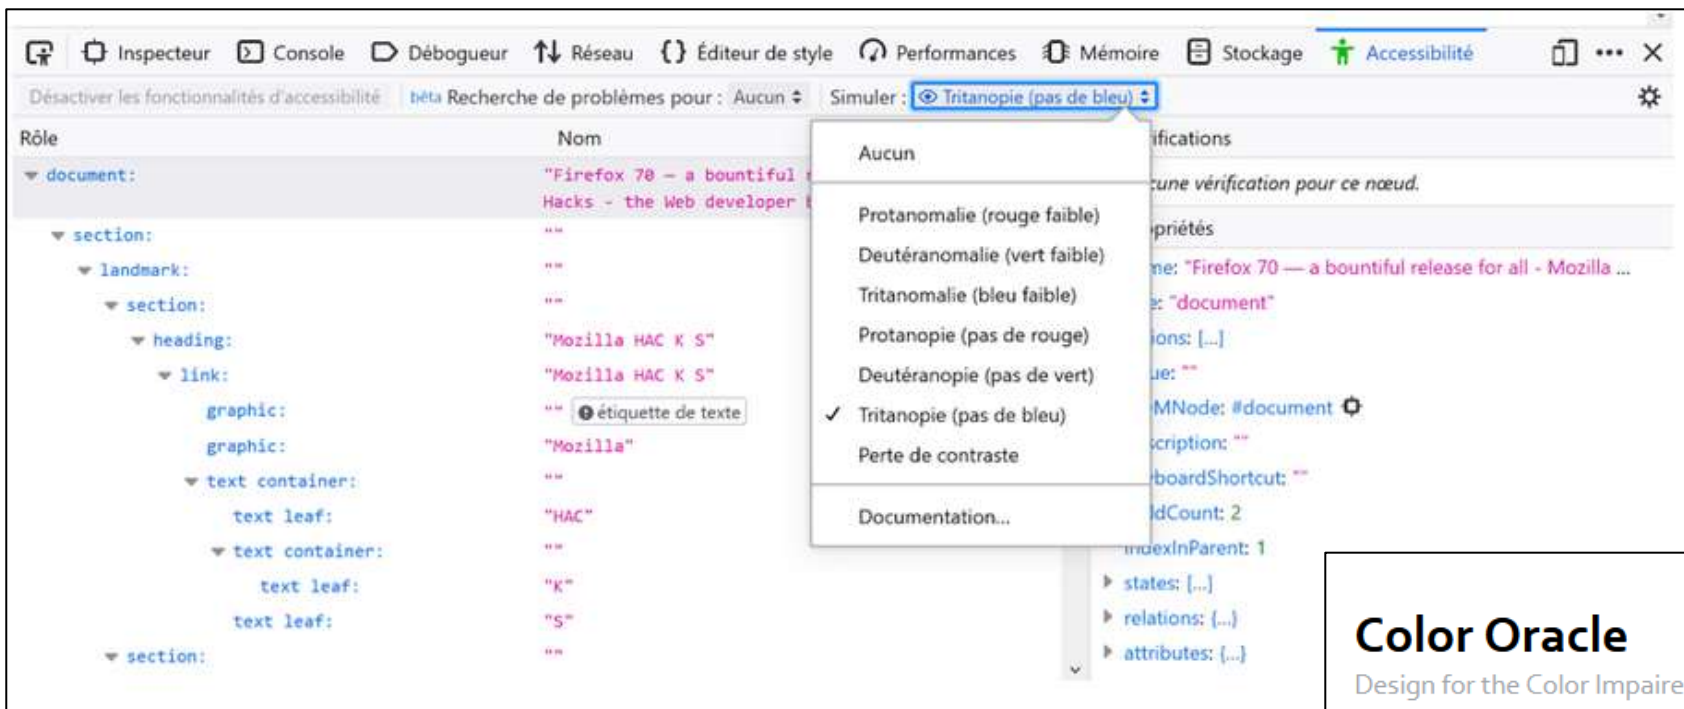 Inspecteur Console Débogueur Réseau Éditeur de style Performances Mémoire Stockage Accessibilité
Désactiver les fonctionnalités d'accessibilité bêta Recherche de problèmes pour : Aucun Simuler : Tritanopie (pas de bleu)
Rôle Nom ifications
Aucun
document: "Firefox 70 — a bountiful
Hacks - the Web developer
cune vérification pour ce nœud.
Protanomalie (rouge faible)
priétés
section: ""
Deutéranomalie (vert faible)
landmark: ""
me: "Firefox 70 — a bountiful release for all - Mozilla ...
Tritanomalie (bleu faible)
section: ""
e: "document"
Protanopie (pas de rouge)
heading: "Mozilla HAC K S"
ions: [...]
Deutéranopie (pas de vert)
link: "Mozilla HAC K S"
ue: ""
Tritanopie (pas de bleu)
graphic: "" étiquette de texte
MNode: #document
graphic: "Mozilla"
cription: ""
Perte de contraste
text container: ""
boardShortcut: ""
Documentation...
text leaf: "HAC"
ldCount: 2
text container: ""
indexInParent: 1
text leaf: "K"
states: [...]
text leaf: "S"
relations: {...}
section: ""
attributes: {...}
Color Oracle
Design for the Color Impaire